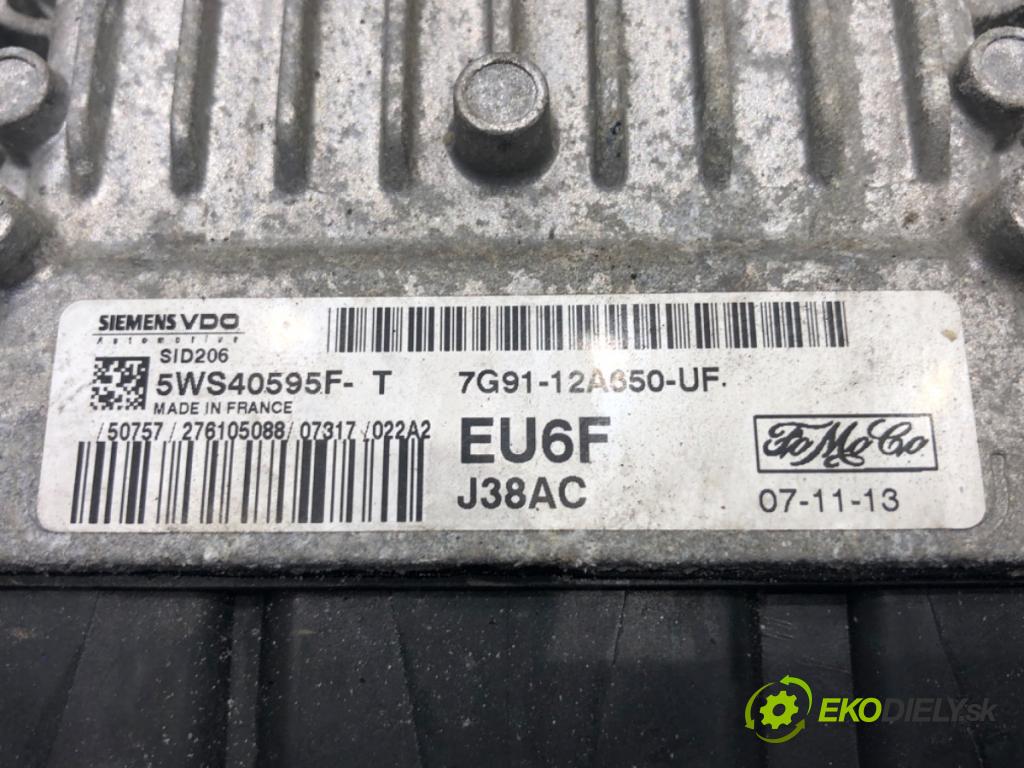 SIEMENS VDO
Automotive
SID206
5WS40595F- T 7G91-12A650-UF
MADE IN FRANCE
/50757/276105088/07317/022A2
EU6F
J38AC
FoMoCo
07-11-13
EKODIELY.sk